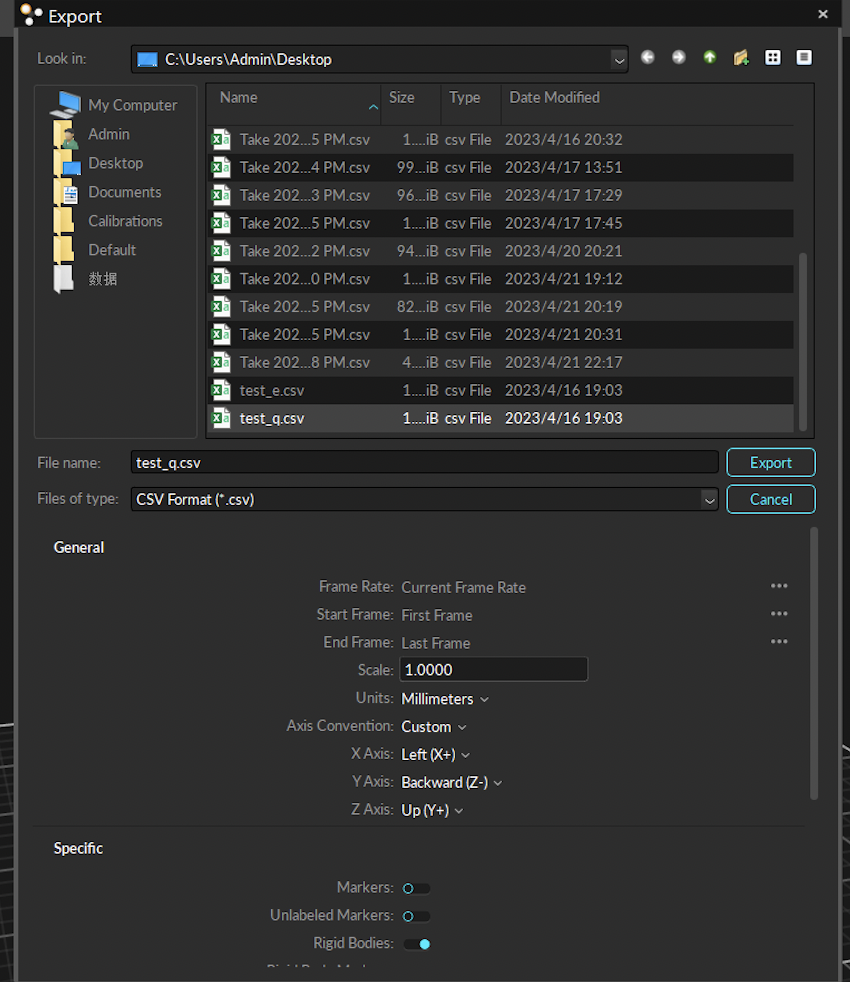 Export
Look in: C:\Users\Admin\Desktop
My Computer
Admin
Desktop
Documents
Calibrations
Default
数据
Name Size Type Date Modified
Take 202...5 PM.csv 1....iB csv File 2023/4/16 20:32
Take 202...4 PM.csv 99...iB csv File 2023/4/17 13:51
Take 202...3 PM.csv 96...iB csv File 2023/4/17 17:29
Take 202...5 PM.csv 1....iB csv File 2023/4/17 17:45
Take 202...2 PM.csv 94...iB csv File 2023/4/20 20:21
Take 202...0 PM.csv 1....iB csv File 2023/4/21 19:12
Take 202...5 PM.csv 82...iB csv File 2023/4/21 20:19
Take 202...5 PM.csv 1....iB csv File 2023/4/21 20:31
Take 202...8 PM.csv 4....iB csv File 2023/4/21 22:17
test_e.csv 1....iB csv File 2023/4/16 19:03
test_q.csv 1....iB csv File 2023/4/16 19:03
File name: test_q.csv Export
Files of type: CSV Format (*.csv) Cancel
General
Frame Rate: Current Frame Rate
Start Frame: First Frame
End Frame: Last Frame
Scale: 1.0000
Units: Millimeters
Axis Convention: Custom
X Axis: Left (X+)
Y Axis: Backward (Z-)
Z Axis: Up (Y+)
Specific
Markers:
Unlabeled Markers:
Rigid Bodies: